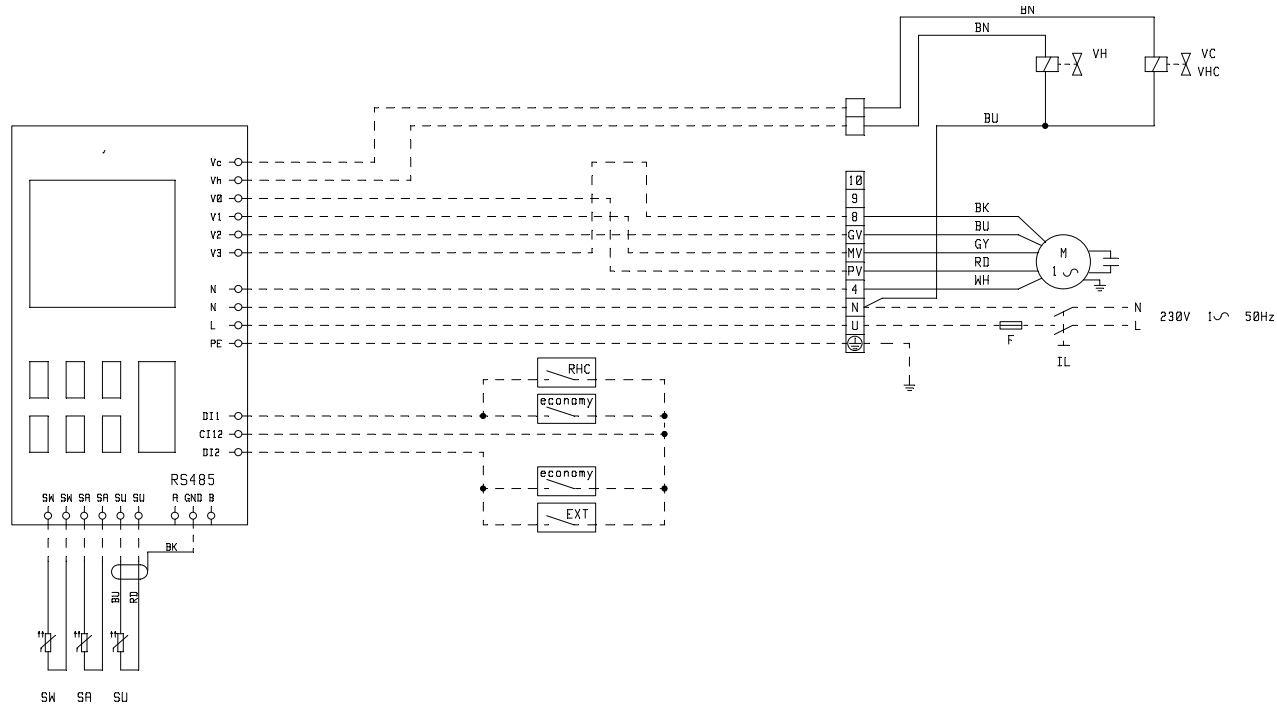 BN
BN
VH
VC
VHC
BU
Vc
Vh
V0
V1
V2
V3
N
N
L
PE
10
9
8
GV
MV
PV
4
N
U
BK
BU
GY
RD
WH
M
1
N
L
230V 1 50Hz
F
IL
RHC
economy
DI1
CI12
DI2
economy
EXT
RS485
SW SW SA SA SU SU A GND B
BK
BU
RD
SW SA SU